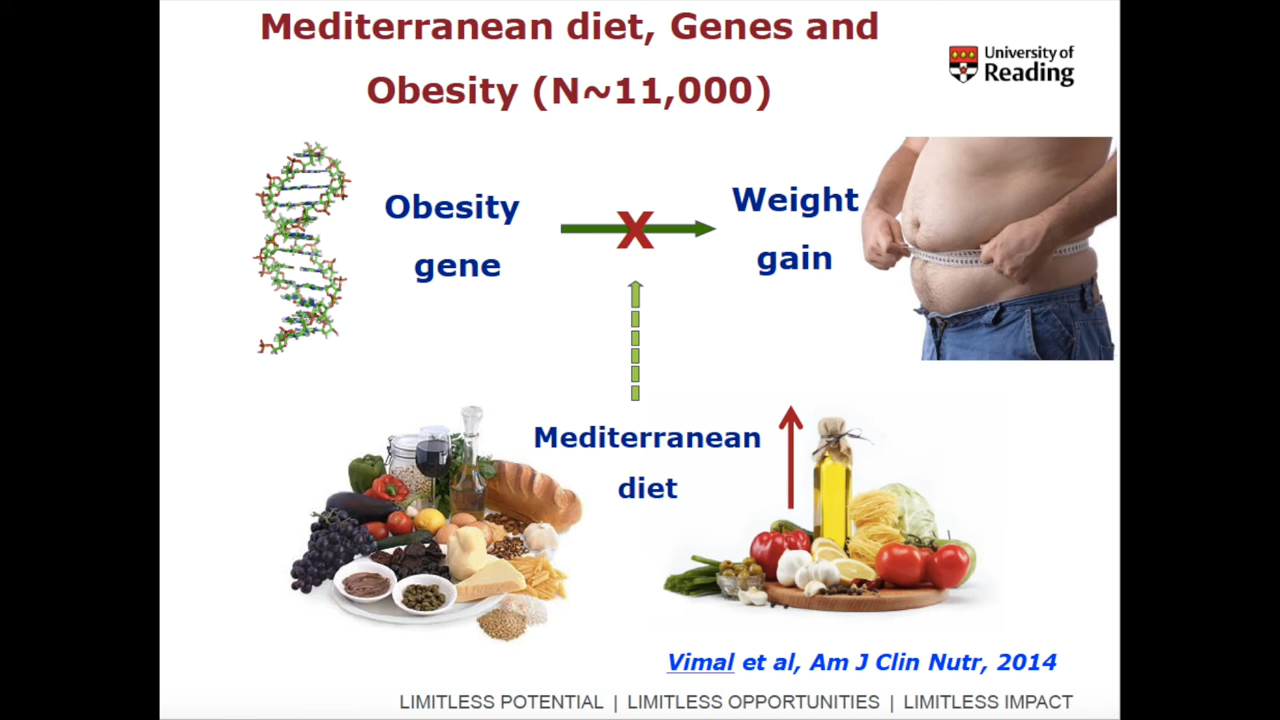 Mediterranean diet, Genes and
Obesity (N~11,000)
University of
Reading
Obesity
gene
X
Weight
gain
Mediterranean
diet
Vimal et al, Am J Clin Nutr, 2014
LIMITLESS POTENTIAL | LIMITLESS OPPORTUNITIES | LIMITLESS IMPACT